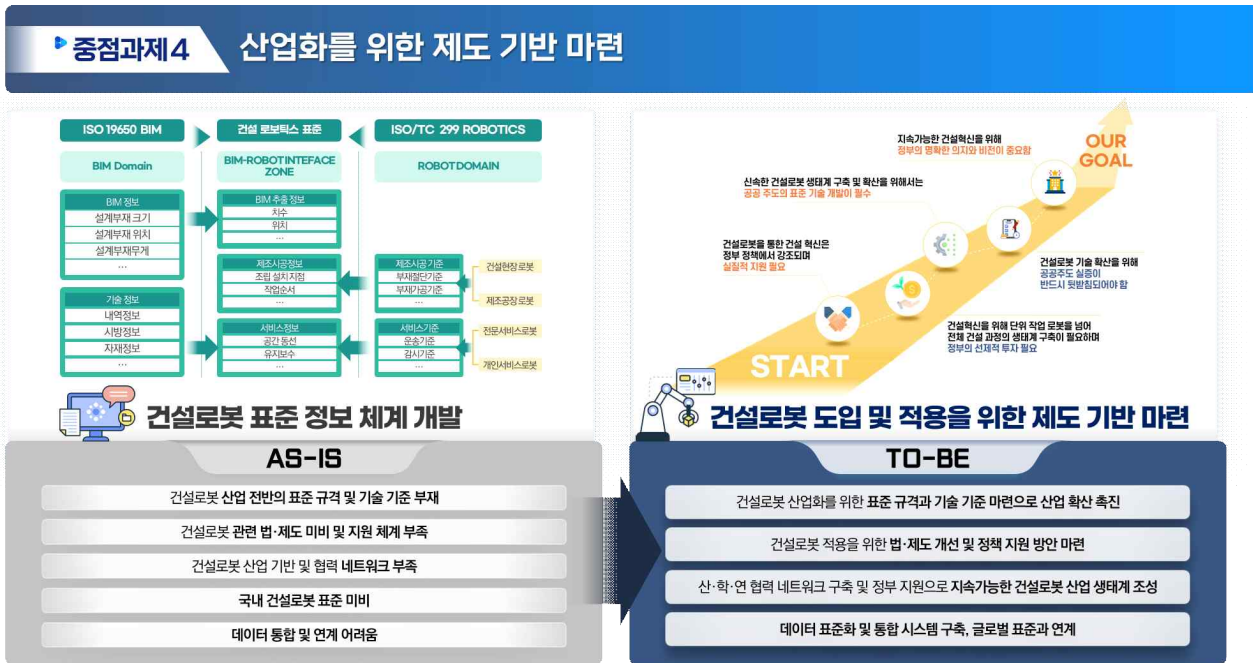 중점과제4
산업화를 위한 제도 기반 마련
ISO 19650 BIM
건설 로보틱스 표준
ISO/TC 299 ROBOTICS
BIM Domain
BIM-ROBOT INTEFACE
ZONE
ROBOT DOMAIN
BIM 정보
설계부재 크기
설계부재 위치
설계부재무게
...
BIM 추출 정보
치수
위치
...
제조시공정보
조립 설치 지점
작업순서
...
제조시공 기준
부재절단기준
부재가공기준
...
건설현장 로봇
제조공장 로봇
기술 정보
내역정보
시방정보
자재정보
...
서비스정보
공간 동선
유지보수
...
서비스기준
운송기준
감시기준
...
전문서비스로봇
개인서비스로봇
건설로봇 표준 정보 체계 개발
OUR
GOAL
지속가능한 건설혁신을 위해
정부의 명확한 의지와 비전이 중요함
신속한 건설로봇 생태계 구축 및 확산을 위해서는
공공 주도의 표준 기술 개발이 필수
건설로봇을 통한 건설 혁신은
정부 정책에서 강조되며
실질적 지원 필요
건설로봇 기술 확산을 위해
공공주도 실증이
반드시 뒷받침되어야 함
건설혁신을 위해 단위 작업 로봇을 넘어
전체 건설 과정의 생태계 구축이 필요하며
정부의 선제적 투자 필요
START
건설로봇 도입 및 적용을 위한 제도 기반 마련
AS-IS
건설로봇 산업 전반의 표준 규격 및 기술 기준 부재
건설로봇 관련 법·제도 미비 및 지원 체계 부족
건설로봇 산업 기반 및 협력 네트워크 부족
국내 건설로봇 표준 미비
데이터 통합 및 연계 어려움
TO-BE
건설로봇 산업화를 위한 표준 규격과 기술 기준 마련으로 산업 확산 촉진
건설로봇 적용을 위한 법·제도 개선 및 정책 지원 방안 마련
산·학·연 협력 네트워크 구축 및 정부 지원으로 지속가능한 건설로봇 산업 생태계 조성
데이터 표준화 및 통합 시스템 구축, 글로벌 표준과 연계